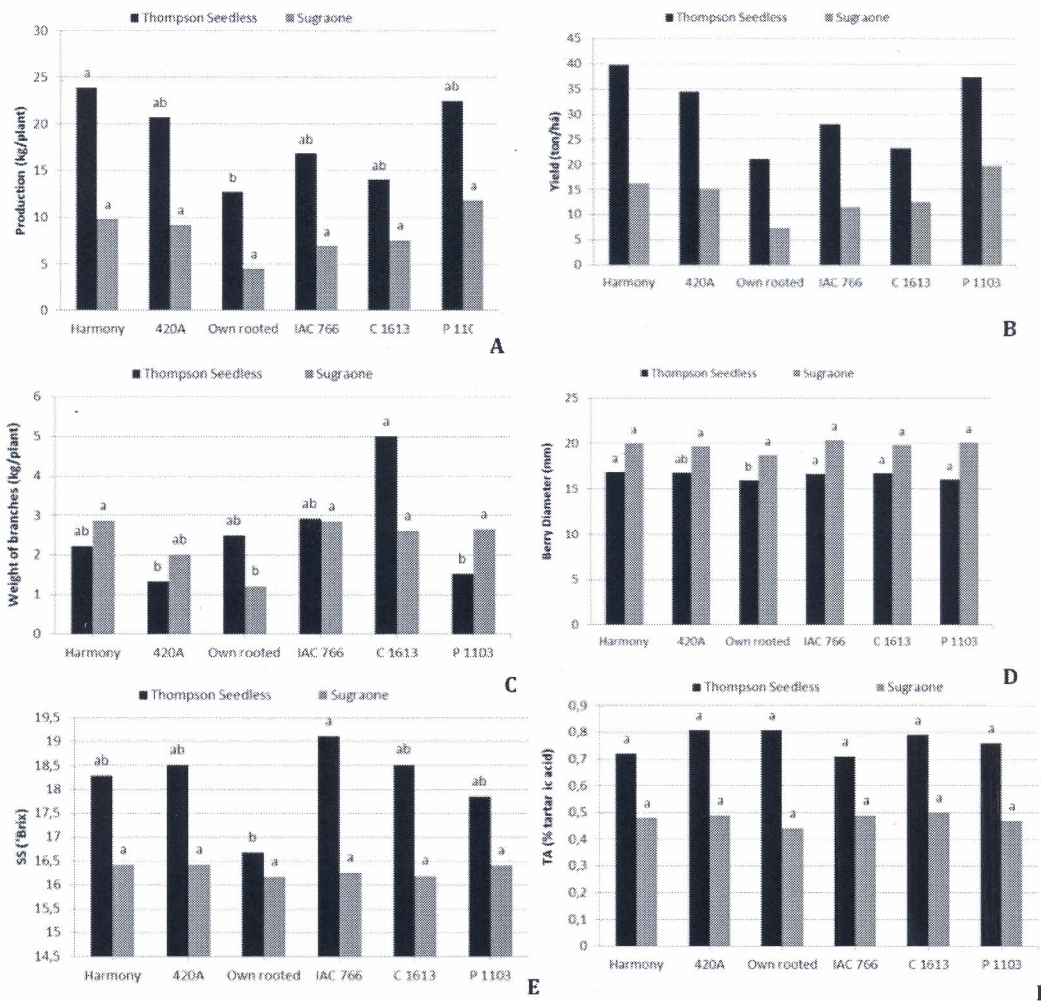 Thompson Seedless Sugraone
Production (kg/plant)
30
25
20
15
10
5
0
a ab b ab ab ab
a a a a a a
Harmony 420A Own rooted IAC 766 C 1613 P 110
A
Thompson Seedless Sugraone
Yield (ton/há)
45
40
35
30
25
20
15
10
5
0
Harmony 420A Own rooted IAC 766 C 1613 P 1103
B
Thompson Seedless Sugraone
Weight of branches (kg/plant)
6
5
4
3
2
1
0
ab b ab ab a b
a a b a a a
Harmony 420A Own rooted IAC 766 C 1613 P 1103
C
Thompson Seedless Sugraone
Berry Diameter (mm)
25
20
15
10
5
0
a ab b a a a
a a a a a a
Harmony 420A Own rooted IAC 766 C 1613 P 1103
D
Thompson Seedless Sugraone
SS (°Brix)
19,5
19
18,5
18
17,5
17
16,5
16
15,5
15
14,5
ab ab b a ab ab
a a a a a a
Harmony 420A Own rooted IAC 766 C 1613 P 1103
E
Thompson Seedless Sugraone
TA (% tartar ic acid)
0,9
0,8
0,7
0,6
0,5
0,4
0,3
0,2
0,1
0
a a a a a a
a a a a a a
Harmony 420A Own rooted IAC 766 C 1613 P 1103